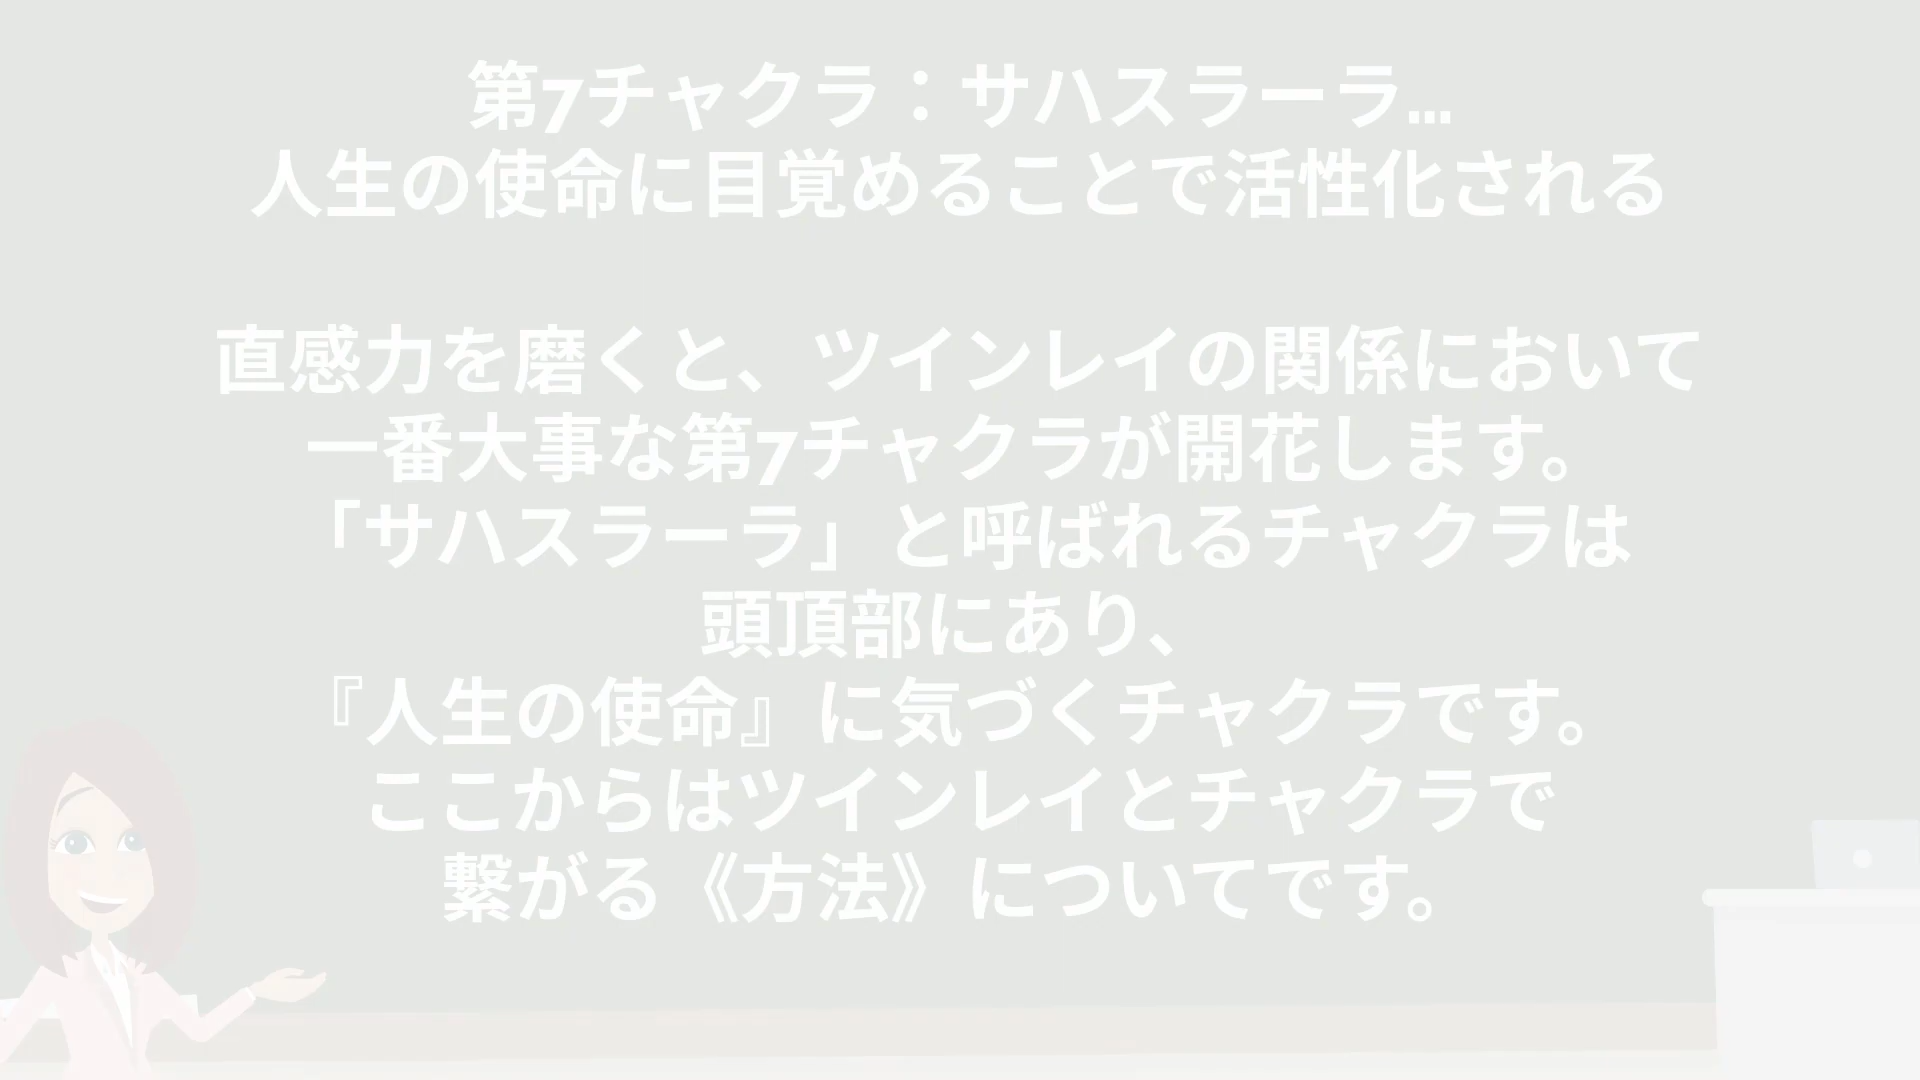 第7チャクラ：サハスラーラ...
人生の使命に目覚めることで活性化される
直感力を磨くと、ツインレイの関係において
一番大事な第7チャクラが開花します。
「サハスラーラ」と呼ばれるチャクラは
頭頂部にあり、
『人生の使命』に気づくチャクラです。
ここからはツインレイとチャクラで
繋がる《方法》についてです。